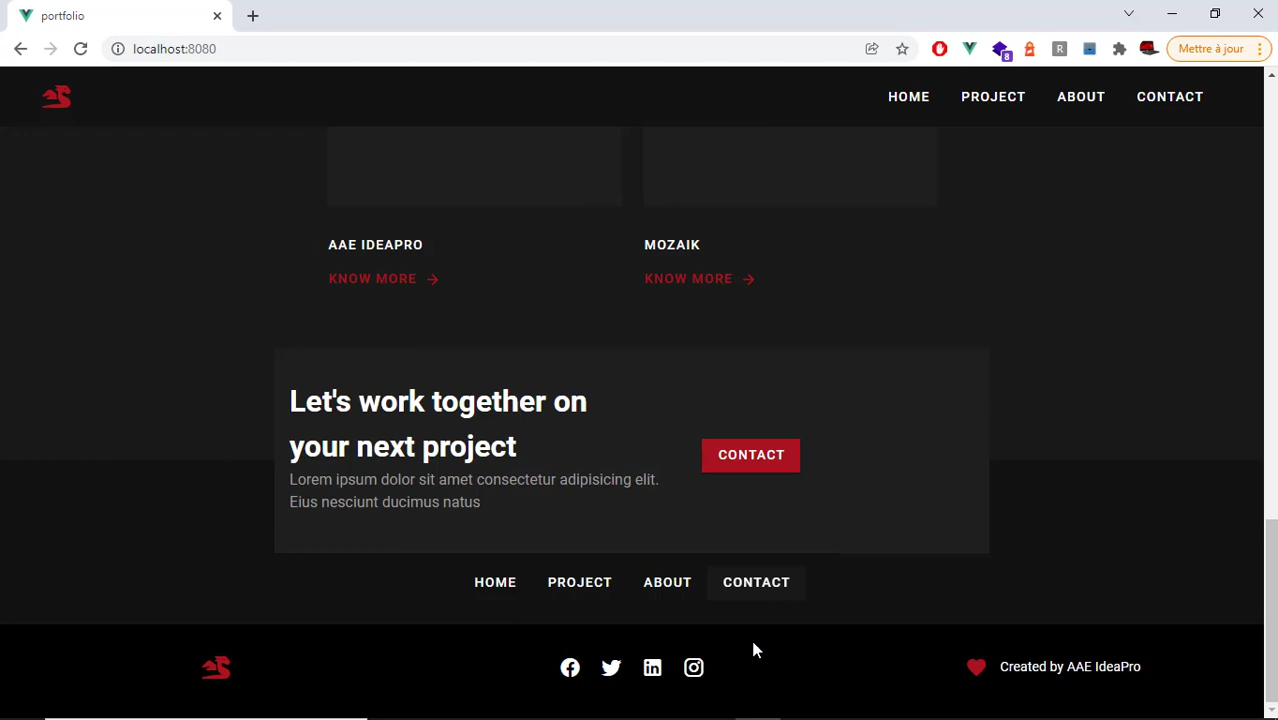 portfolio
localhost:8080
8
R
Mettre à jour
HOME PROJECT ABOUT CONTACT
AAE IDEAPRO
MOZAIK
KNOW MORE
KNOW MORE
Let's work together on
your next project
Lorem ipsum dolor sit amet consectetur adipisicing elit.
Eius nesciunt ducimus natus
CONTACT
HOME PROJECT ABOUT CONTACT
Created by AAE IdeaPro